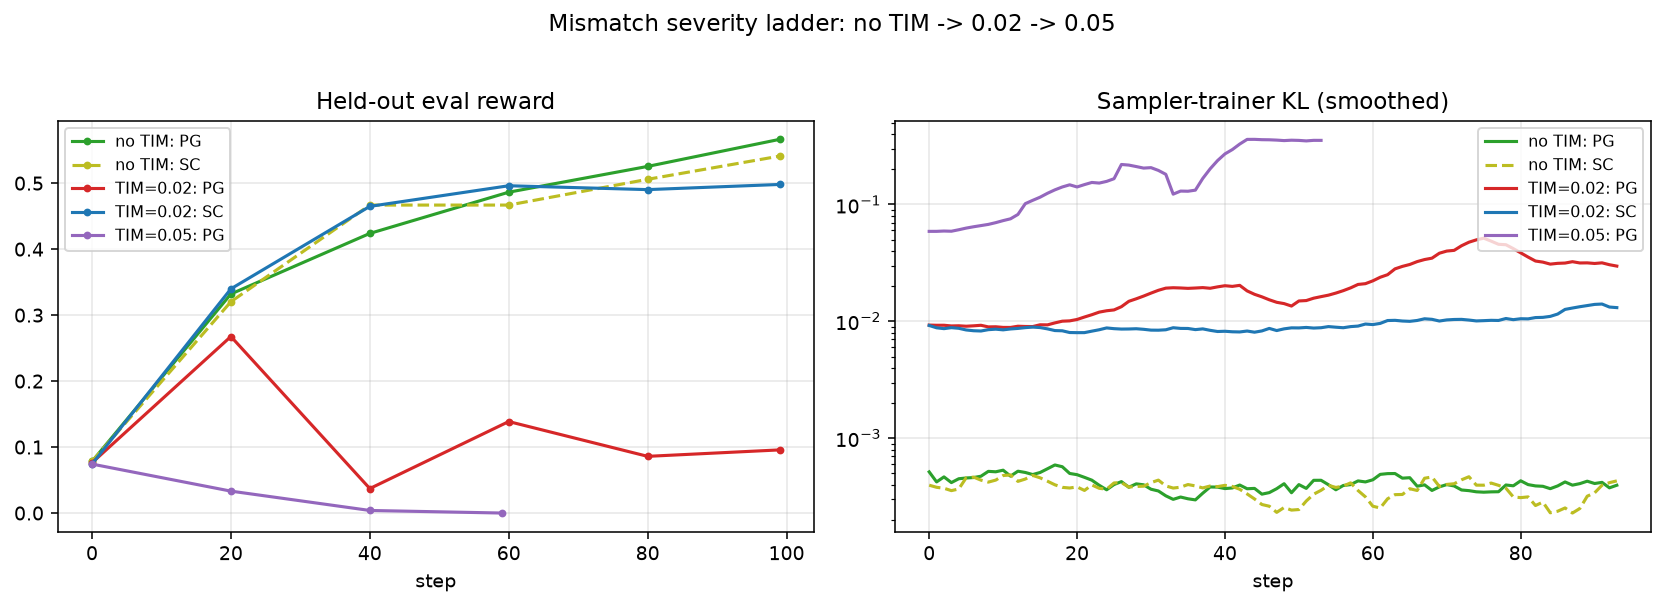 Mismatch severity ladder: no TIM -> 0.02 -> 0.05
Held-out eval reward
no TIM: PG
no TIM: SC
TIM=0.02: PG
TIM=0.02: SC
TIM=0.05: PG
0.5
0.4
0.3
0.2
0.1
0.0
0 20 40 60 80 100
step
Sampler-trainer KL (smoothed)
no TIM: PG
no TIM: SC
TIM=0.02: PG
TIM=0.02: SC
TIM=0.05: PG
10⁻¹
10⁻²
10⁻³
0 20 40 60 80
step